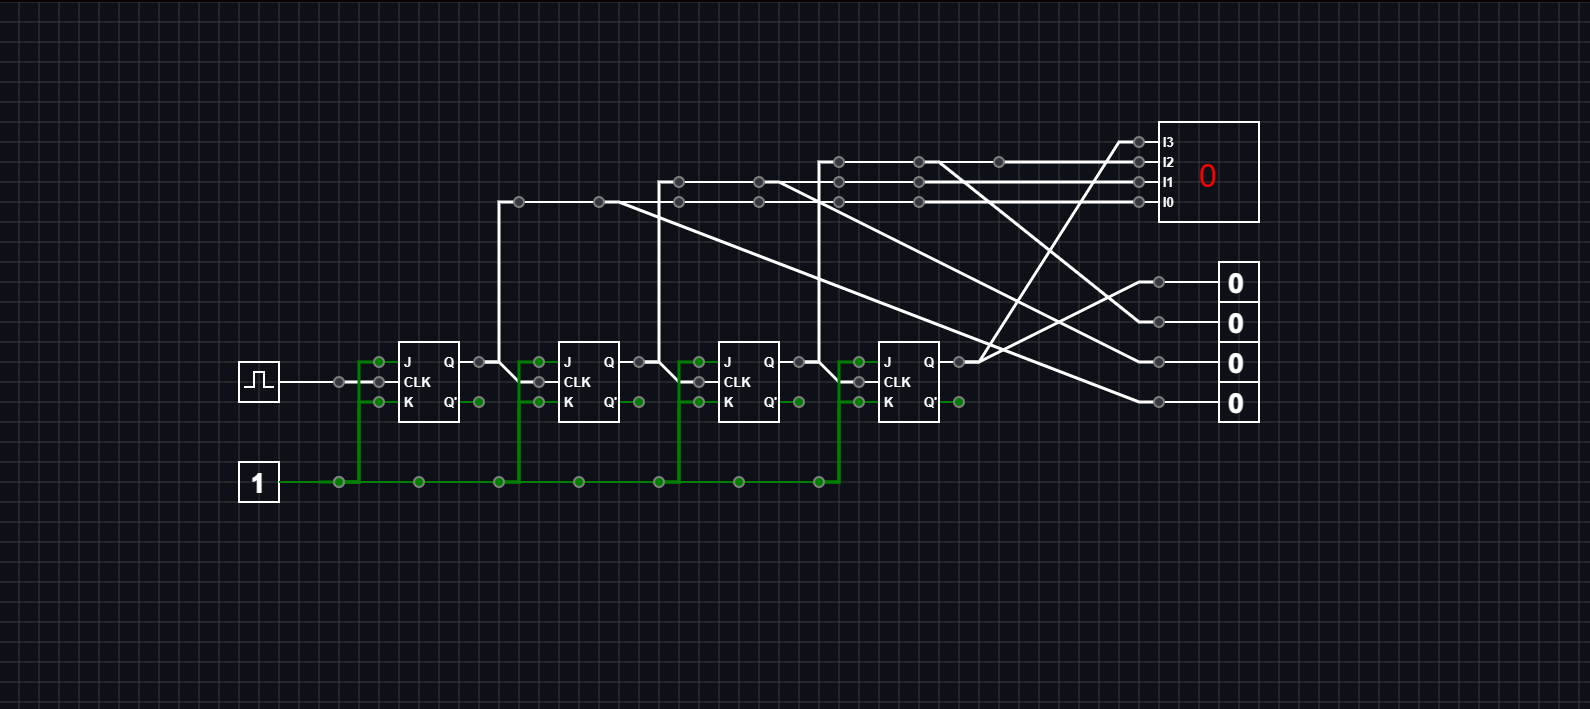 I3
I2
0
I1
I0
0
0
J Q J Q J Q J Q 0
CLK CLK CLK CLK
K Q' K Q' K Q' K Q' 0
1